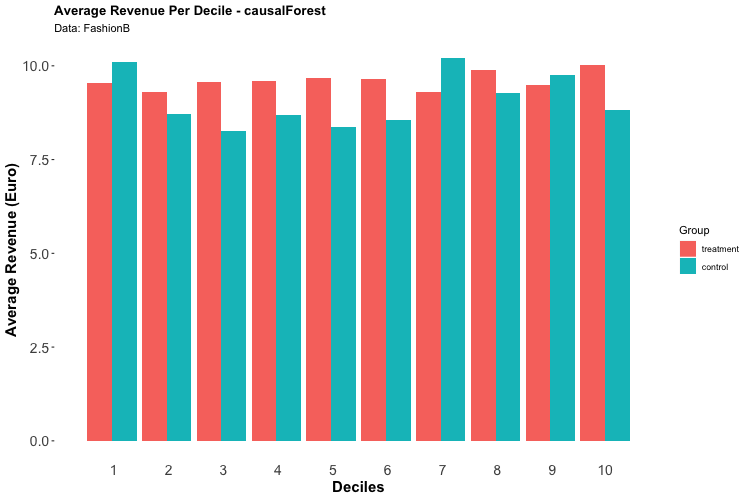 Average Revenue Per Decile - causalForest
Data: FashionB
Average Revenue (Euro)
10.0
7.5
5.0
2.5
0.0
1 2 3 4 5 6 7 8 9 10
Deciles
Group
treatment
control